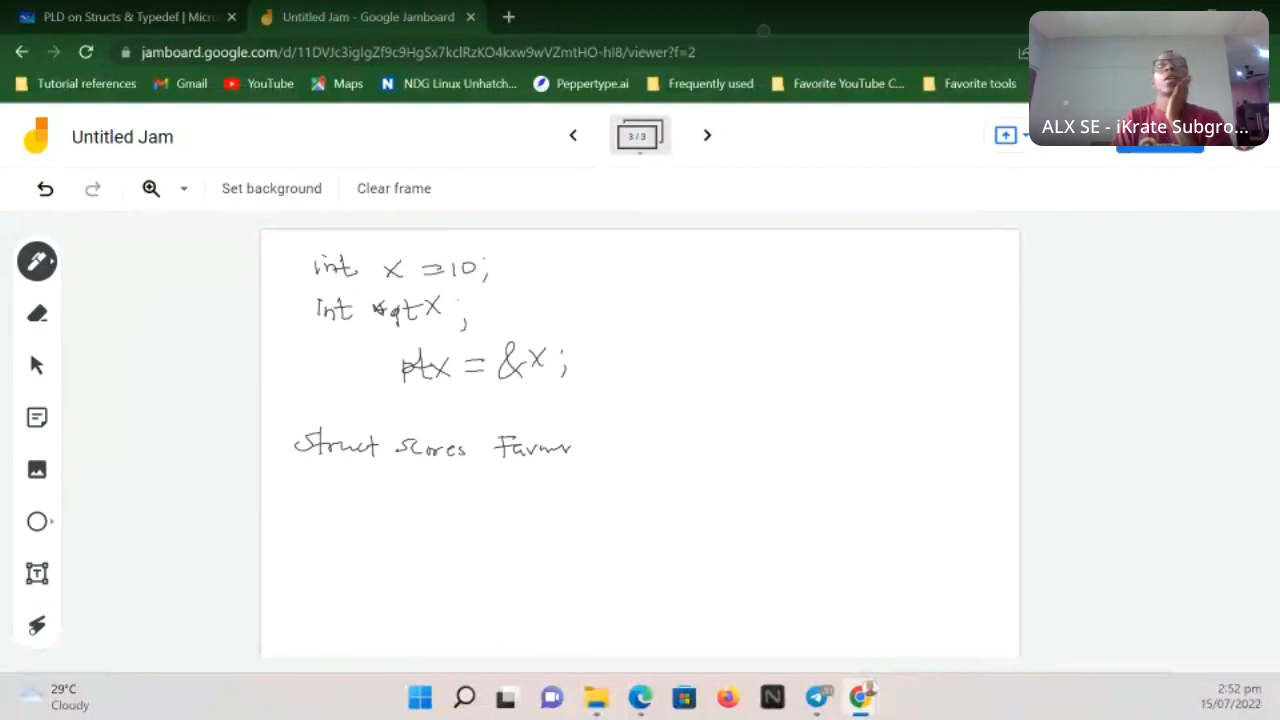 PLD on Structs & Typedef | Micr
Untitled Jam - Google Jamboard
jamboard.google.com/d/11DVJc3iglgZf9c9HgSx7kclRzKO4kxw9wVZmtHO-hI8/viewer?f=2
Tutorial references
Gmail
YouTube
Maps
NDG Linux Unhatch...
Peppertype.ai
Frequently used
Favorite YouTube C...
Favorite tools
ALX SE - iKrate Subgro...
Untitled Jam
3 / 3
Set background
Clear frame
int x = 10;
int *ptx;
ptx = &x;
Struct scores Favour
29°C
Cloudy
2:52 pm
15/07/2022